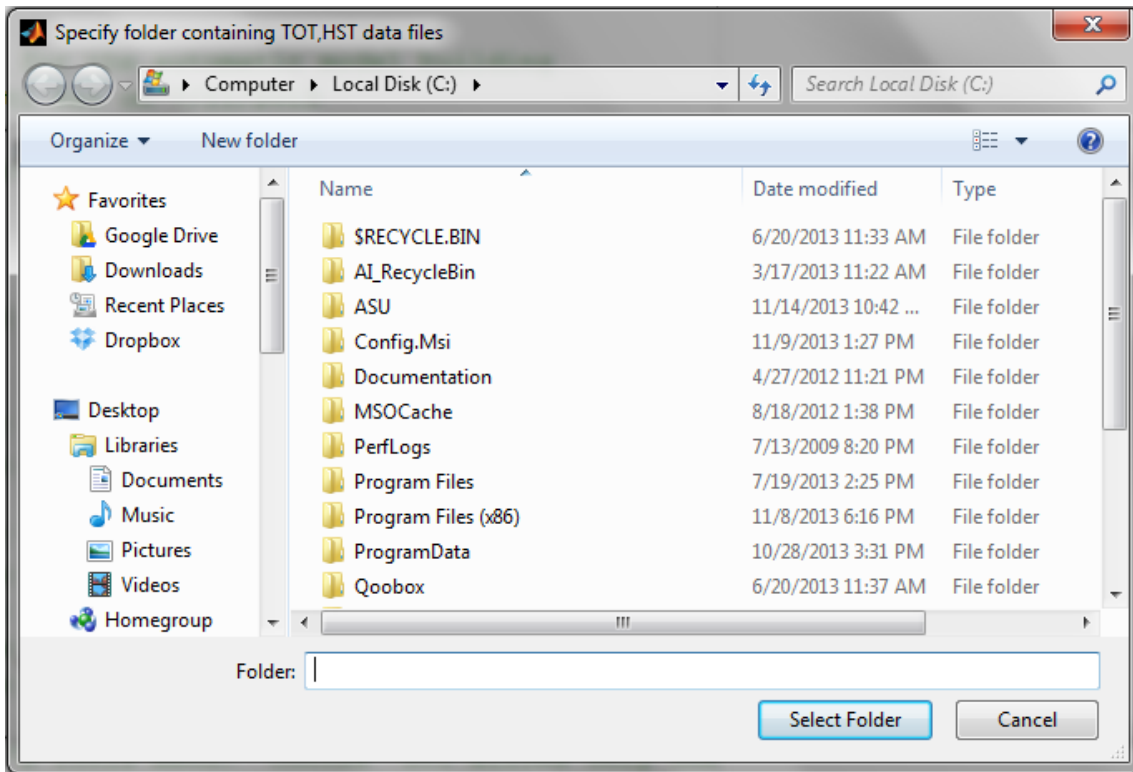 Specify folder containing TOT,HST data files
Computer Local Disk (C:)
Search Local Disk (C:)
Organize New folder
Name Date modified Type
Favorites
Google Drive
Downloads
Recent Places
Dropbox
Desktop
Libraries
Documents
Music
Pictures
Videos
Homegroup
$RECYCLE.BIN 6/20/2013 11:33 AM File folder
AI_RecycleBin 3/17/2013 11:22 AM File folder
ASU 11/14/2013 10:42 ... File folder
Config.Msi 11/9/2013 1:27 PM File folder
Documentation 4/27/2012 11:21 PM File folder
MSOCache 8/18/2012 1:38 PM File folder
PerfLogs 7/13/2009 8:20 PM File folder
Program Files 7/19/2013 2:25 PM File folder
Program Files (x86) 11/8/2013 6:16 PM File folder
ProgramData 10/28/2013 3:31 PM File folder
Qoobox 6/20/2013 11:37 AM File folder
Folder:
Select Folder Cancel